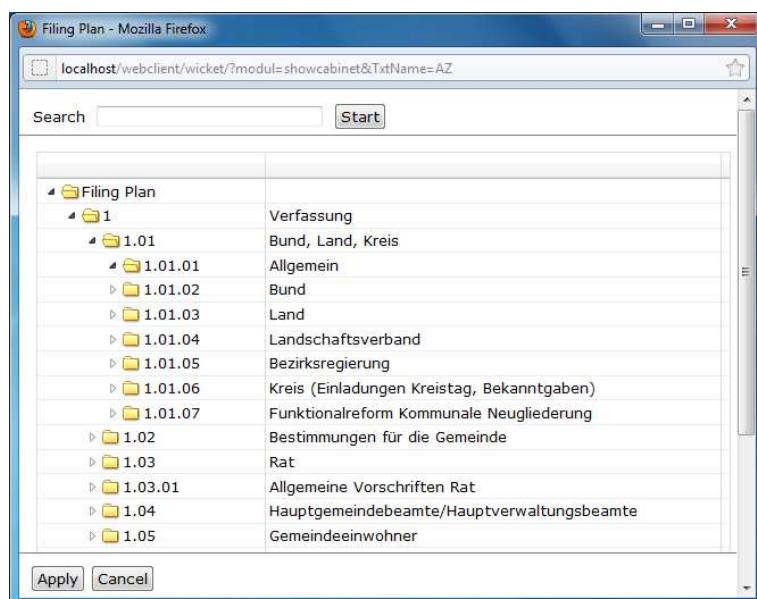 Filing Plan - Mozilla Firefox
localhost/webclient/wicket/?modul=showcabinet&TxtName=AZ
Search Start
Filing Plan
1 Verfassung
1.01 Bund, Land, Kreis
1.01.01 Allgemein
1.01.02 Bund
1.01.03 Land
1.01.04 Landschaftsverband
1.01.05 Bezirksregierung
1.01.06 Kreis (Einladungen Kreistag, Bekanntgaben)
1.01.07 Funktionalreform Kommunale Neugliederung
1.02 Bestimmungen für die Gemeinde
1.03 Rat
1.03.01 Allgemeine Vorschriften Rat
1.04 Hauptgemeindebeamte/Hauptverwaltungsbeamte
1.05 Gemeindeeinwohner
Apply Cancel